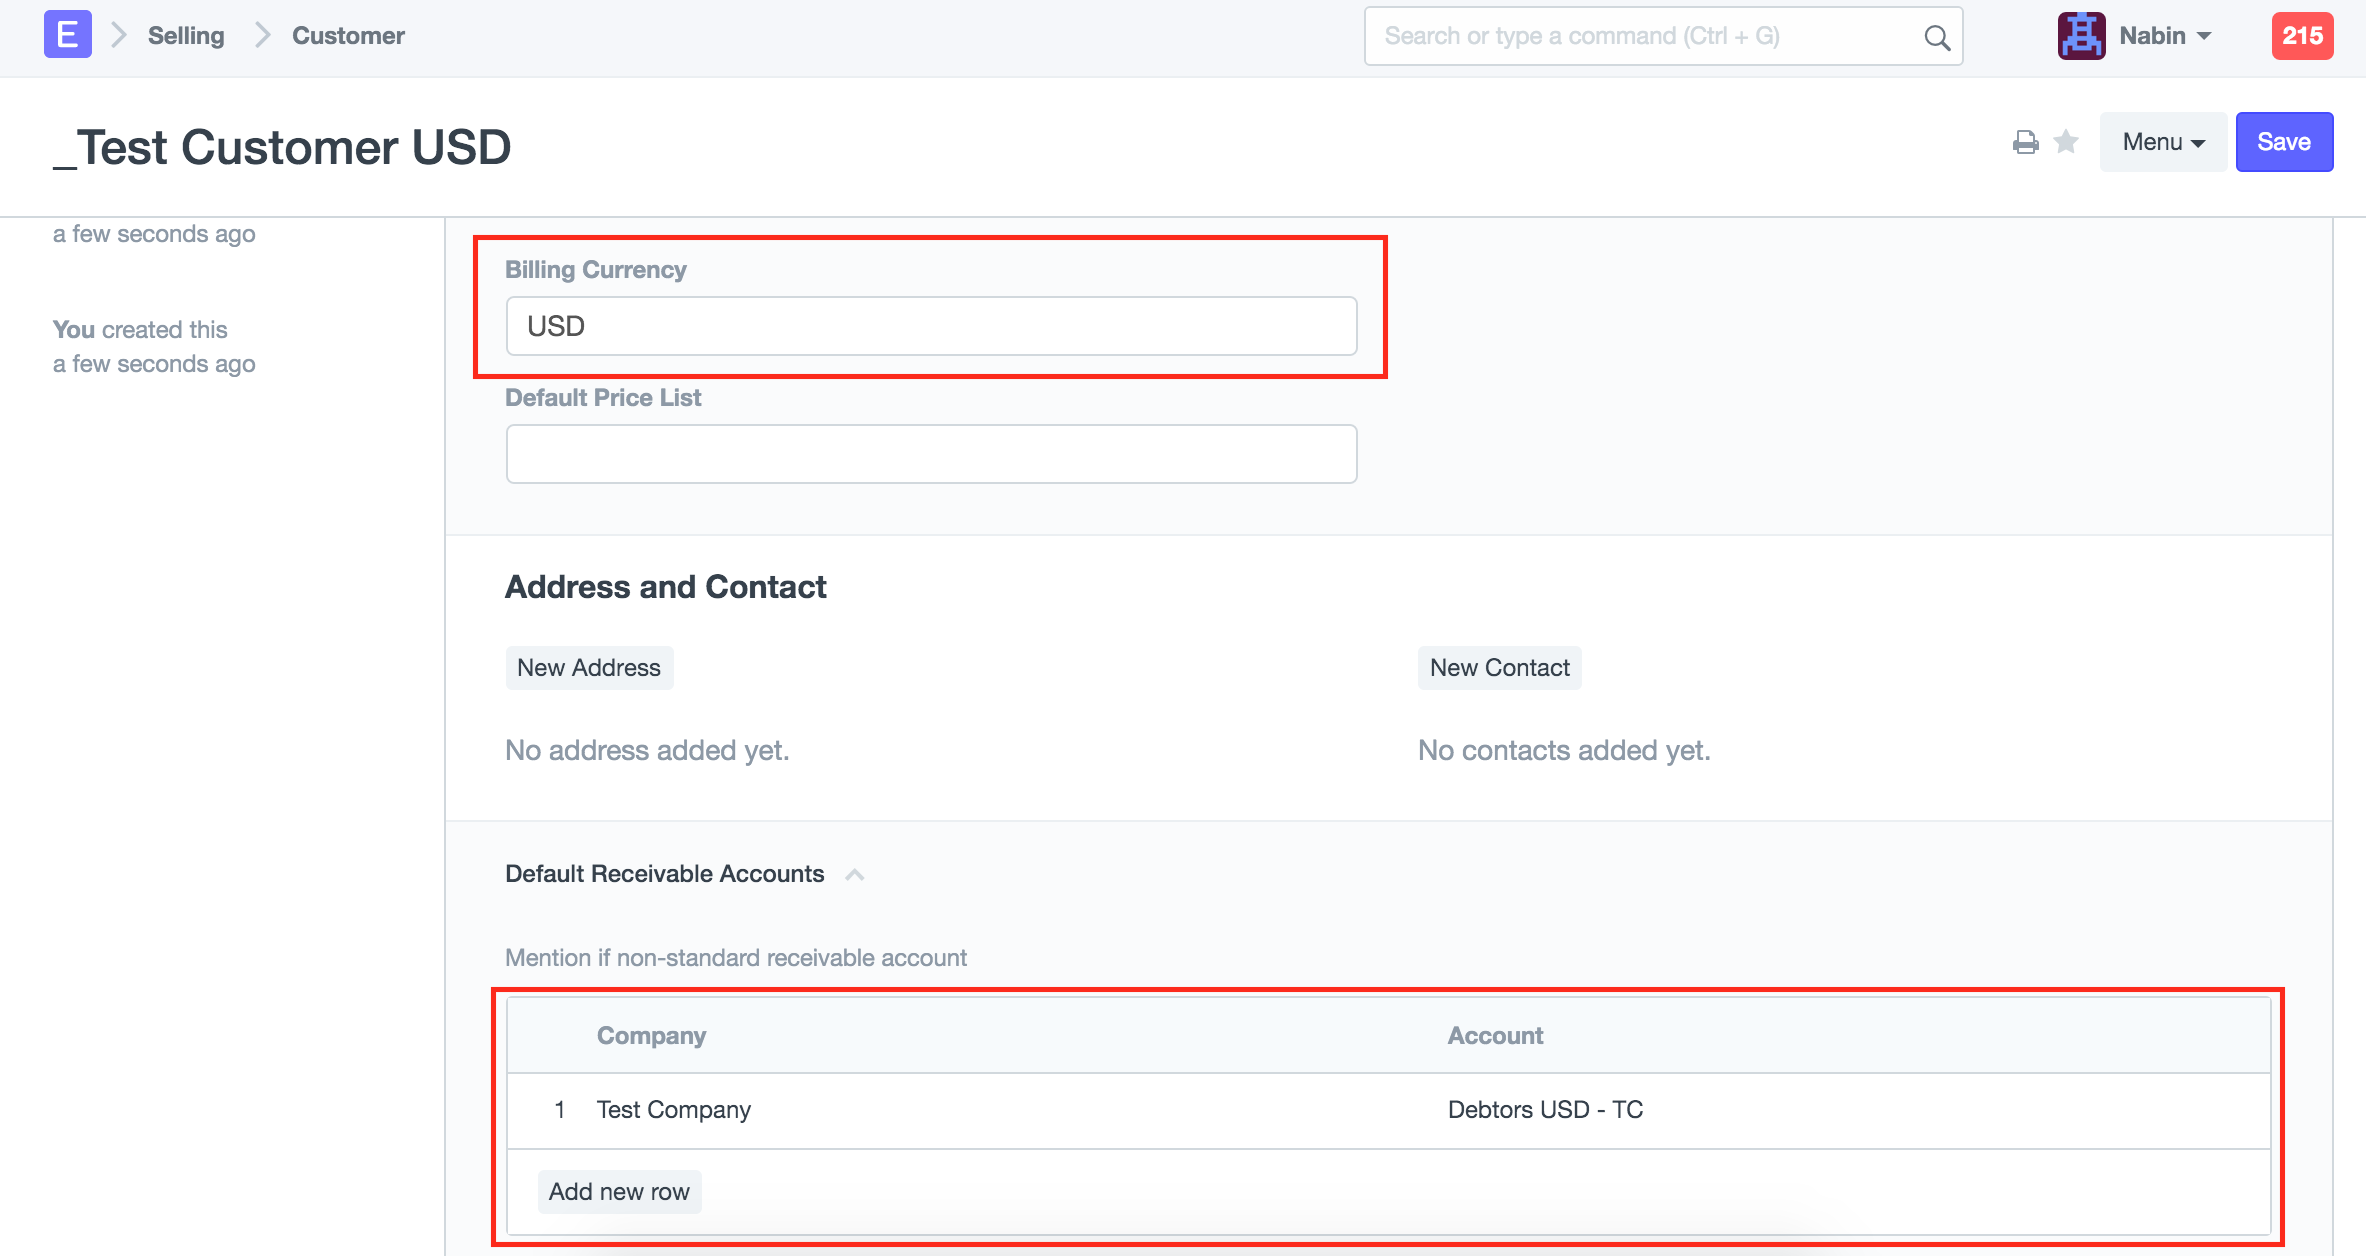 E
Selling
Customer
Search or type a command (Ctrl + G)
Nabin
215
_Test Customer USD
Menu
Save
a few seconds ago
You created this
a few seconds ago
Billing Currency
USD
Default Price List
Address and Contact
New Address
New Contact
No address added yet.
No contacts added yet.
Default Receivable Accounts
Mention if non-standard receivable account
Company
Account
1
Test Company
Debtors USD - TC
Add new row